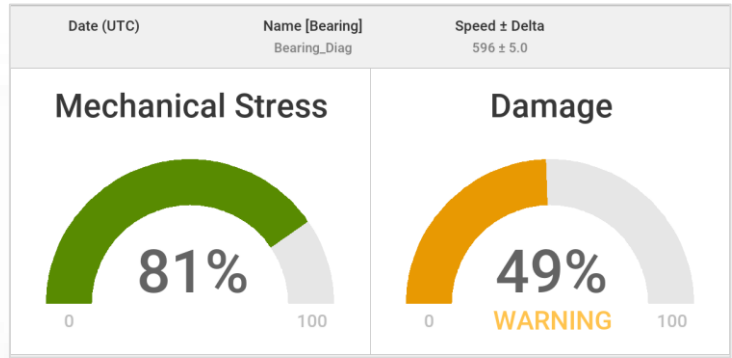 Date (UTC) Name [Bearing] Speed ± Delta
Bearing_Diag 596 ± 5.0
Mechanical Stress Damage
81% 49%
0 100 0 WARNING 100